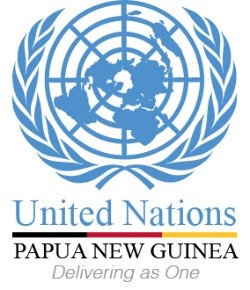 United Nations
PAPUA NEW GUINEA
Delivering as One